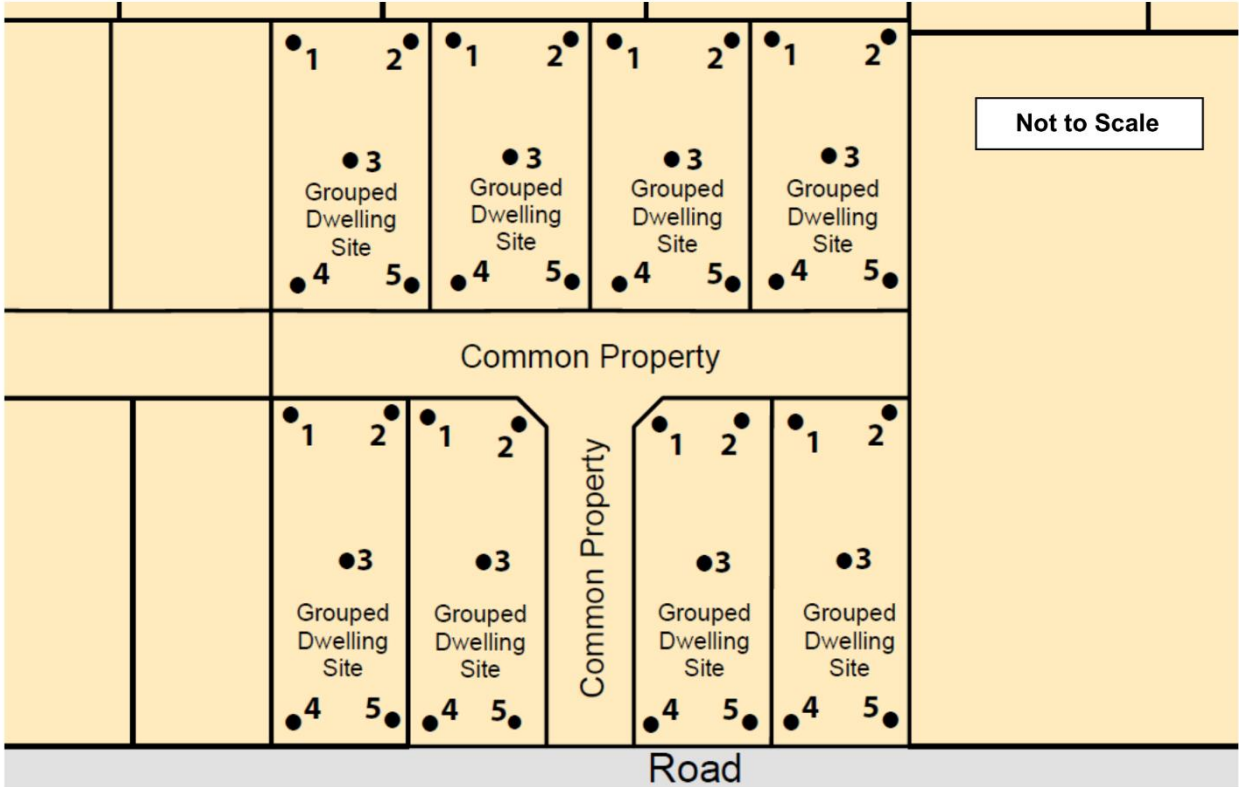 1 2 1 2 1 2 1 2
Not to Scale
3 3 3 3
Grouped Grouped Grouped Grouped
Dwelling Dwelling Dwelling Dwelling
Site Site Site Site
4 5 4 5 4 5 4 5
Common Property
1 2 1 2 1 2 1 2
Common Property
3 3 3 3
Grouped Grouped Grouped Grouped
Dwelling Dwelling Dwelling Dwelling
Site Site Site Site
4 5 4 5 4 5 4 5
Road